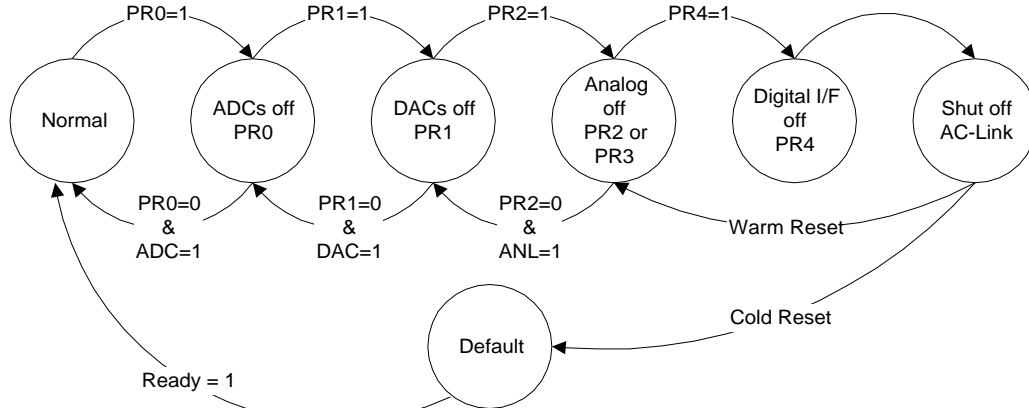 PR0=1
PR1=1
PR2=1
PR4=1
Normal
ADCs off
PR0
DACs off
PR1
Analog
off
PR2 or
PR3
Digital I/F
off
PR4
Shut off
AC-Link
PR0=0
&
ADC=1
PR1=0
&
DAC=1
PR2=0
&
ANL=1
Warm Reset
Cold Reset
Default
Ready = 1